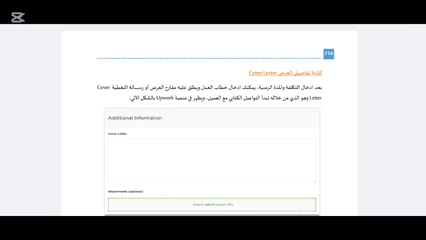 114
كتابة تفاصيل العرض Cover Letter
بعد ادخال التكلفة والمدة الزمنية، يمكنك ادخال خطاب العمل ويطلق عليه مقترح العرض أو رسالة التغطية Cover
Letter وهو الذي من خلاله تبدأ التواصل الكتابي مع العميل، ويظهر في منصة Upwork بالشكل الآتي:
Additional Information
Cover Letter
Attachments (optional)